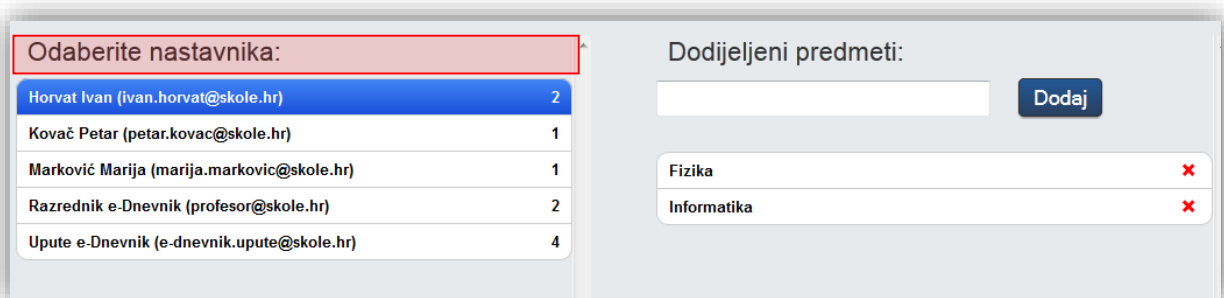 Odaberite nastavnika:
Horvat Ivan (ivan.horvat@skole.hr) 2
Kovač Petar (petar.kovac@skole.hr) 1
Marković Marija (marija.markovic@skole.hr) 1
Razrednik e-Dnevnik (profesor@skole.hr) 2
Upute e-Dnevnik (e-dnevnik.upute@skole.hr) 4
Dodijeljeni predmeti:
Dodaj
Fizika
Informatika